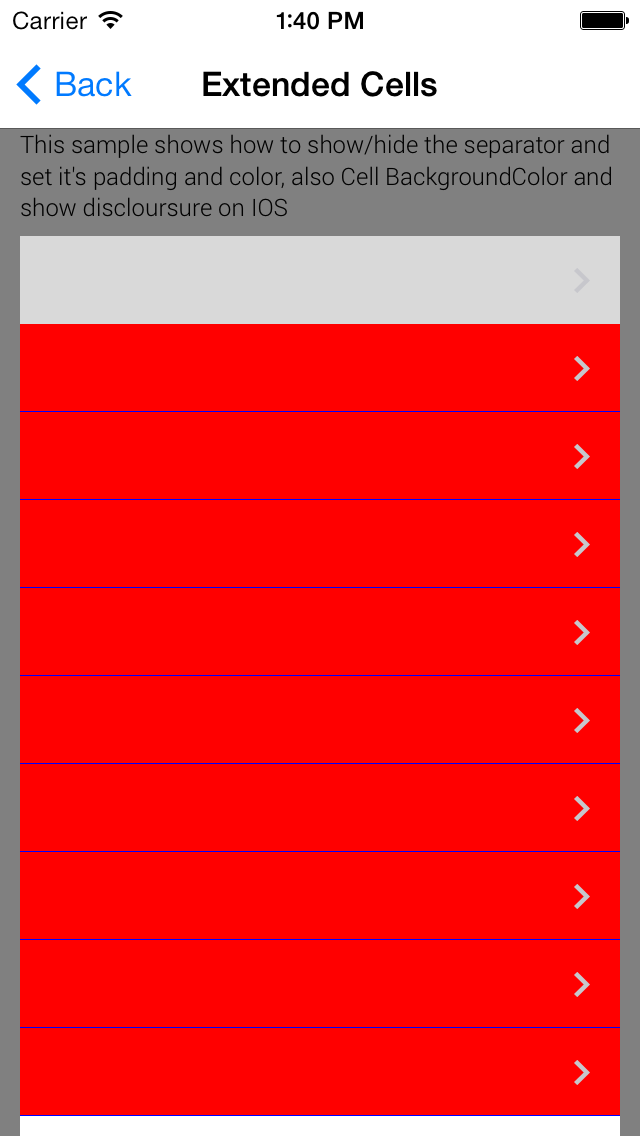 Carrier 1:40 PM
Back Extended Cells
This sample shows how to show/hide the separator and
set it's padding and color, also Cell BackgroundColor and
show discloursure on IOS